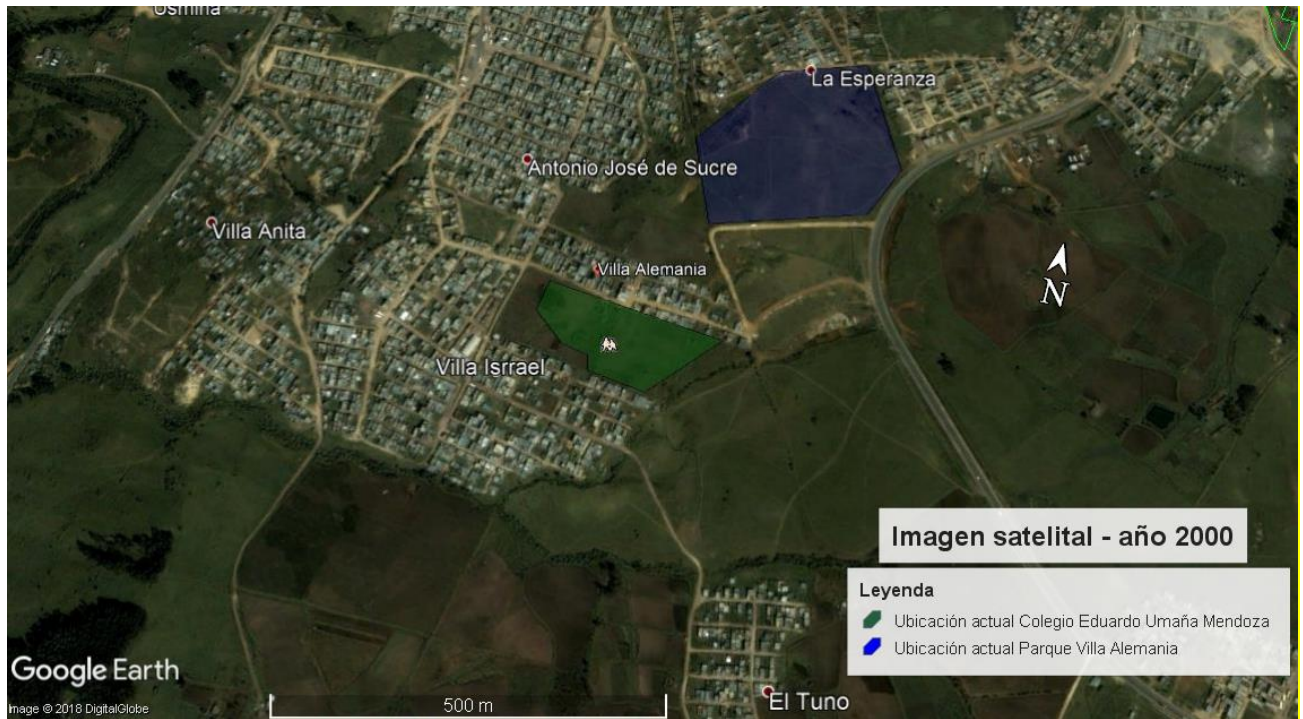 Usmina
La Esperanza
Antonio José de Sucre
Villa Anita
Villa Alemania
N
Villa Isrrael
Imagen satelital - año 2000
Leyenda
Ubicación actual Colegio Eduardo Umaña Mendoza
Ubicación actual Parque Villa Alemania
Google Earth
500 m
El Tuno
Image © 2018 DigitalGlobe